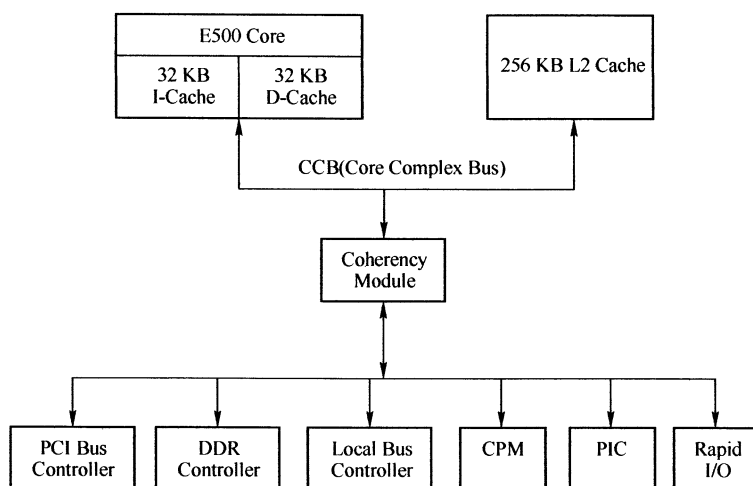 E500 Core
32 KB
I-Cache
32 KB
D-Cache
256 KB L2 Cache
CCB(Core Complex Bus)
Coherency
Module
PCI Bus
Controller
DDR
Controller
Local Bus
Controller
CPM
PIC
Rapid
I/O